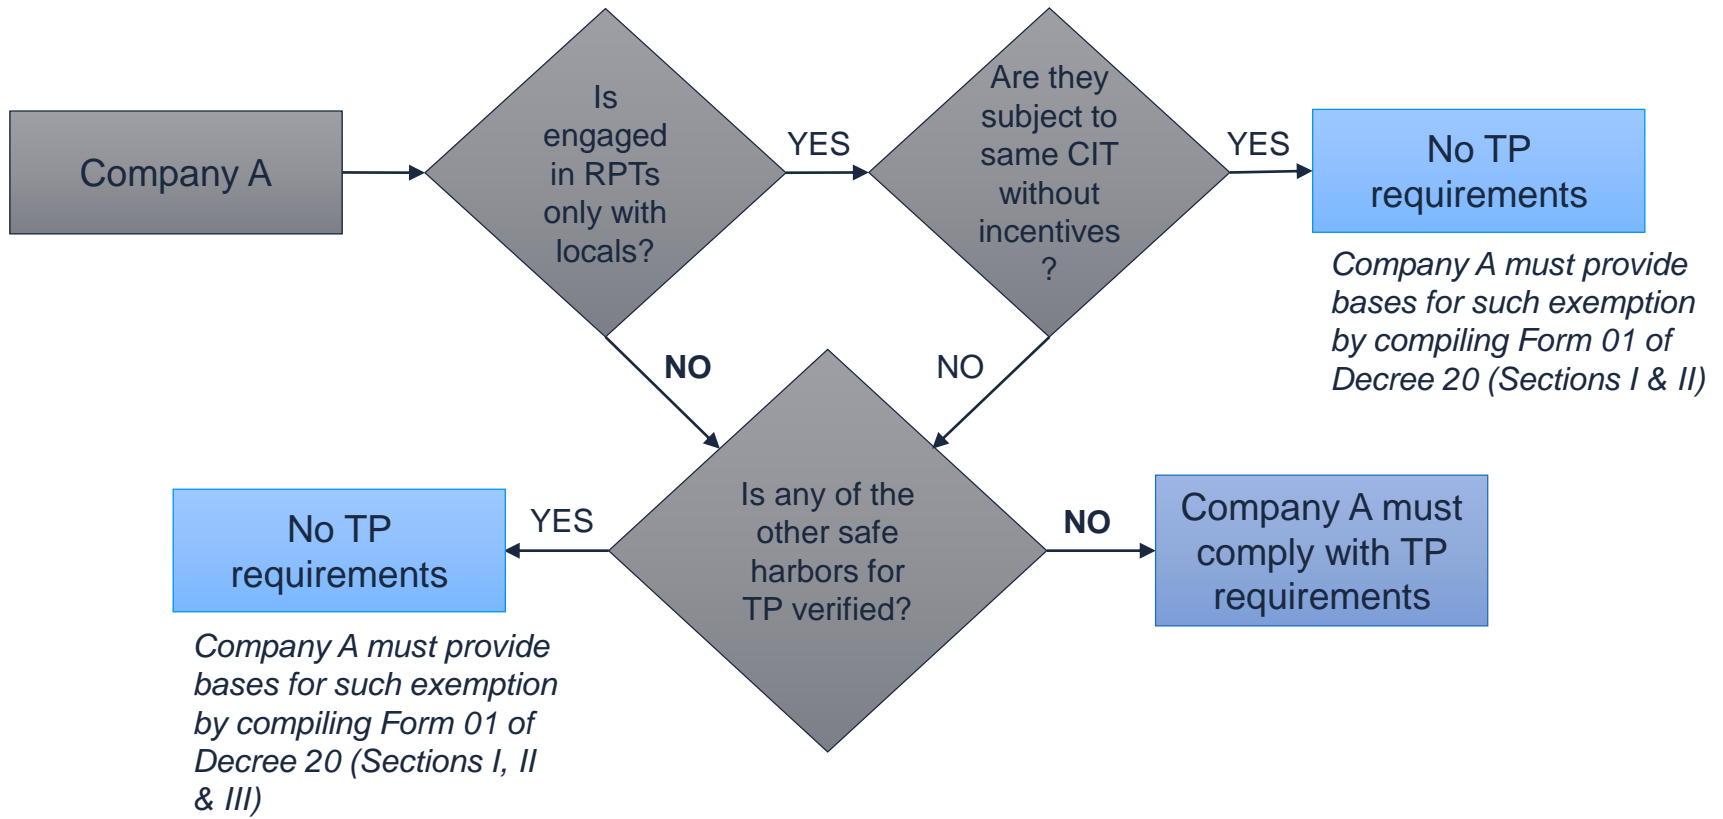 Company A
Is
engaged
in RPTs
only with
locals?
YES
Are they
subject to
same CIT
without
incentives
?
YES
No TP
requirements
Company A must provide
bases for such exemption
by compiling Form 01 of
Decree 20 (Sections I & II)
NO
NO
Is any of the
other safe
harbors for
TP verified?
YES
No TP
requirements
Company A must provide
bases for such exemption
by compiling Form 01 of
Decree 20 (Sections I, II
& III)
NO
Company A must
comply with TP
requirements